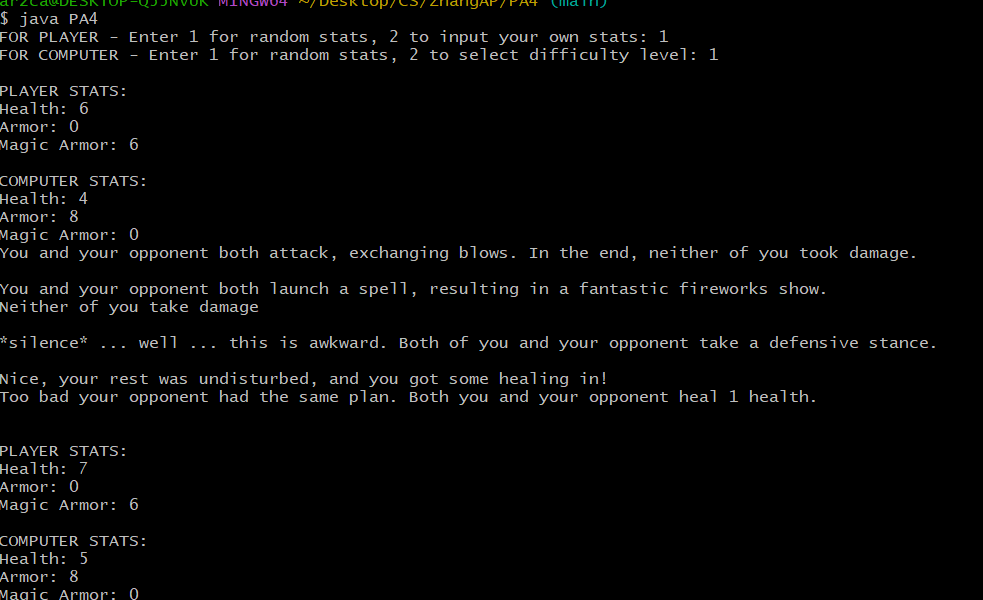 ar2ca@DESKTOP-QJJNVUK MINGW64 ~/Desktop/CS/ZhangAP/PA4 (main)
$ java PA4
FOR PLAYER - Enter 1 for random stats, 2 to input your own stats: 1
FOR COMPUTER - Enter 1 for random stats, 2 to select difficulty level: 1
PLAYER STATS:
Health: 6
Armor: 0
Magic Armor: 6
COMPUTER STATS:
Health: 4
Armor: 8
Magic Armor: 0
You and your opponent both attack, exchanging blows. In the end, neither of you took damage.
You and your opponent both launch a spell, resulting in a fantastic fireworks show.
Neither of you take damage
*silence* ... well ... this is awkward. Both of you and your opponent take a defensive stance.
Nice, your rest was undisturbed, and you got some healing in!
Too bad your opponent had the same plan. Both you and your opponent heal 1 health.
PLAYER STATS:
Health: 7
Armor: 0
Magic Armor: 6
COMPUTER STATS:
Health: 5
Armor: 8
Magic Armor: 0